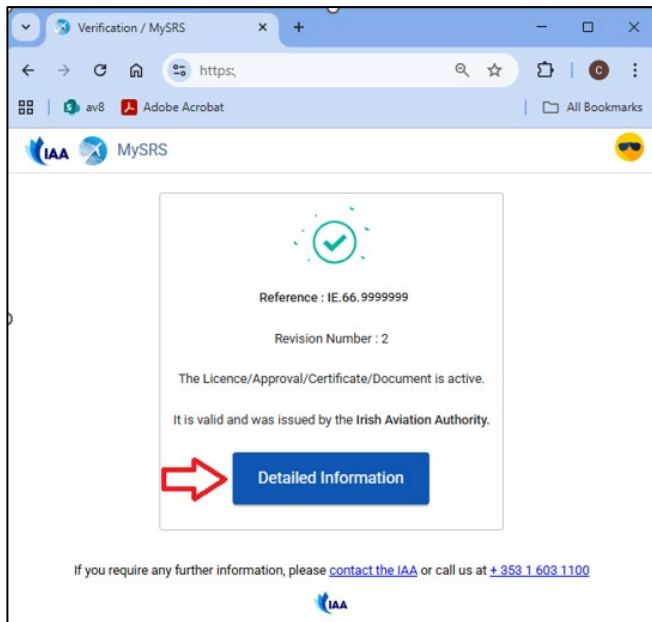 Verification / MySRS
https:
av8 Adobe Acrobat All Bookmarks
C
IAA MySRS
Reference : IE.66.9999999
Revision Number : 2
The Licence/Approval/Certificate/Document is active.
It is valid and was issued by the Irish Aviation Authority.
Detailed Information
If you require any further information, please contact the IAA or call us at + 353 1 603 1100
IAA